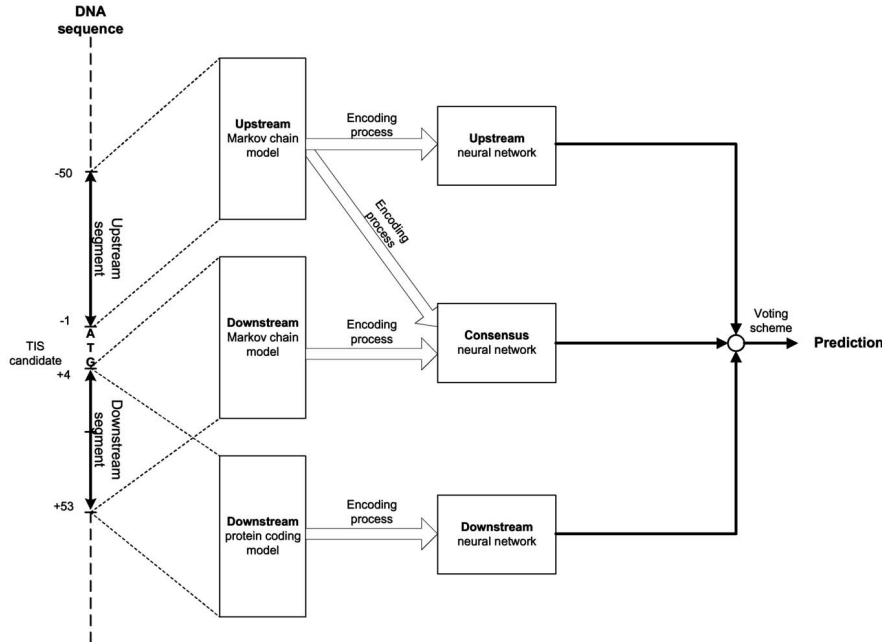 DNA
sequence
-50
Upstream
segment
-1
A
T
G
TIS
candidate
+4
Downstream
segment
+53
Upstream
Markov chain
model
Downstream
Markov chain
model
Downstream
protein coding
model
Encoding
process
Encoding
process
Encoding
process
Encoding
process
Upstream
neural network
Consensus
neural network
Downstream
neural network
Voting
scheme
Prediction